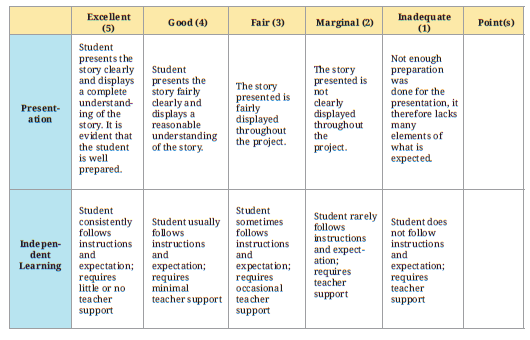 Excellent
(5)
Good (4)
Fair (3)
Marginal (2)
Inadequate
(1)
Point(s)
Present-
ation
Student
presents the
story clearly
and displays
a complete
understand-
ing of the
story. It is
evident that
the student
is well
prepared.
Student
presents the
story fairly
clearly and
displays a
reasonable
understanding
of the story.
The story
presented is
fairly
displayed
throughout
the project.
The story
presented is
not
clearly
displayed
throughout
the
project.
Not enough
preparation
was
done for the
presentation, it
therefore lacks
many
elements of
what is
expected.
Indepen-
dent
Learning
Student
consistently
follows
instructions
and
expectation;
requires
little or no
teacher
support
Student usually
follows
instructions
and
expectation;
requires
minimal
teacher support
Student
sometimes
follows
instructions
and
expectation;
requires
occasional
teacher
support
Student rarely
follows
instructions
and expect-
ation;
requires
teacher
support
Student does
not follow
instructions
and
expectation;
requires
teacher
support